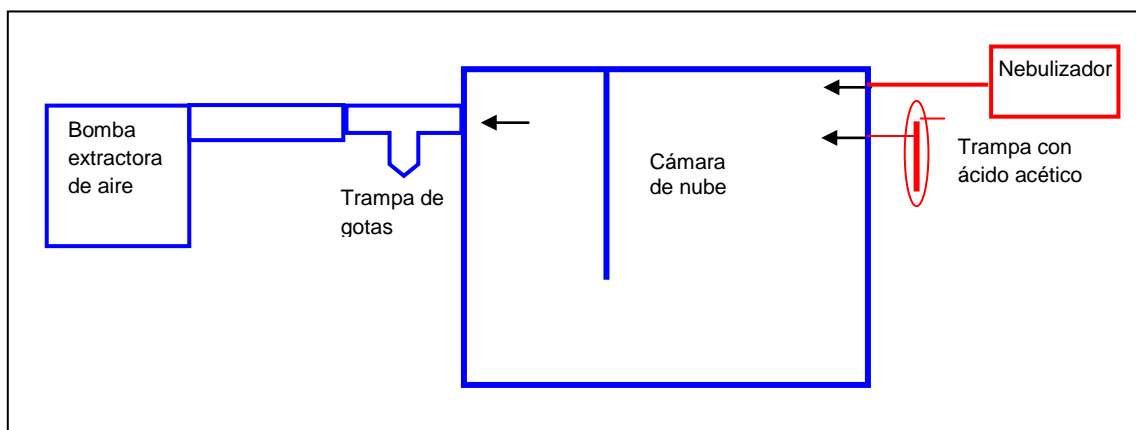 Bomba
extractora
de aire
Trampa de
gotas
Cámara
de nube
Nebulizador
Trampa con
ácido acético